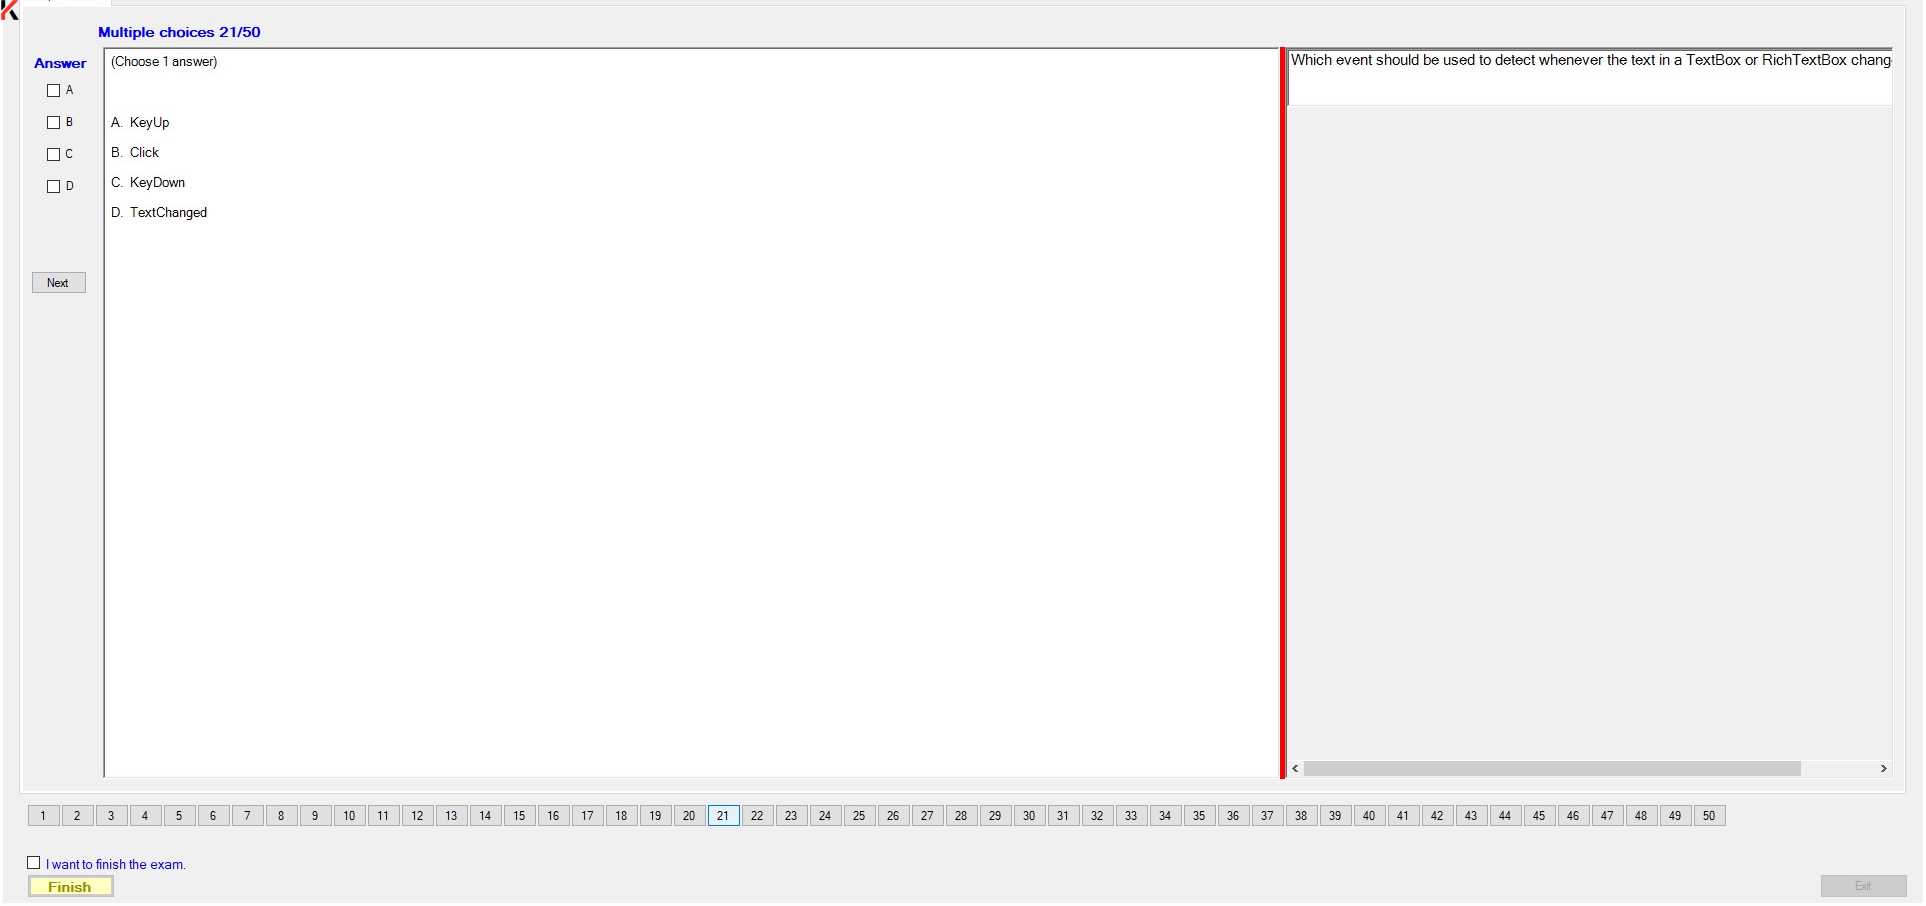 Multiple choices 21/50
Answer
A
B
C
D
Next
(Choose 1 answer)
A. KeyUp
B. Click
C. KeyDown
D. TextChanged
Which event should be used to detect whenever the text in a TextBox or RichTextBox chang
1 2 3 4 5 6 7 8 9 10 11 12 13 14 15 16 17 18 19 20 21 22 23 24 25 26 27 28 29 30 31 32 33 34 35 36 37 38 39 40 41 42 43 44 45 46 47 48 49 50
I want to finish the exam.
Finish
Exit